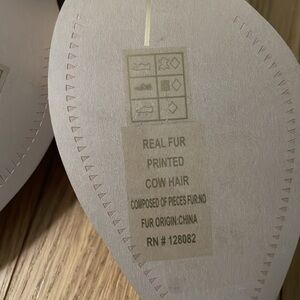 REAL FUR
PRINTED
COW HAIR
COMPOSED OF PIECES FUR:NO
FUR ORIGIN:CHINA
RN # 128082